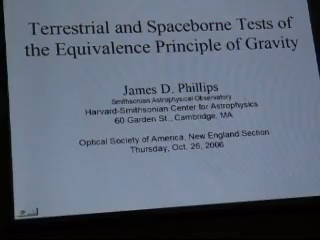 Terrestrial and Spaceborne Tests of
the Equivalence Principle of Gravity
James D. Phillips
Smithsonian Astrophysical Observatory
Harvard-Smithsonian Center for Astrophysics
60 Garden St., Cambridge, MA
Optical Society of America, New England Section
Thursday, Oct. 26, 2006